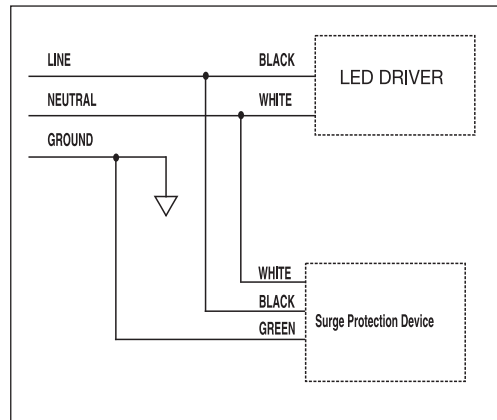 LINE
BLACK
LED DRIVER
NEUTRAL
WHITE
GROUND
WHITE
BLACK
Surge Protection Device
GREEN